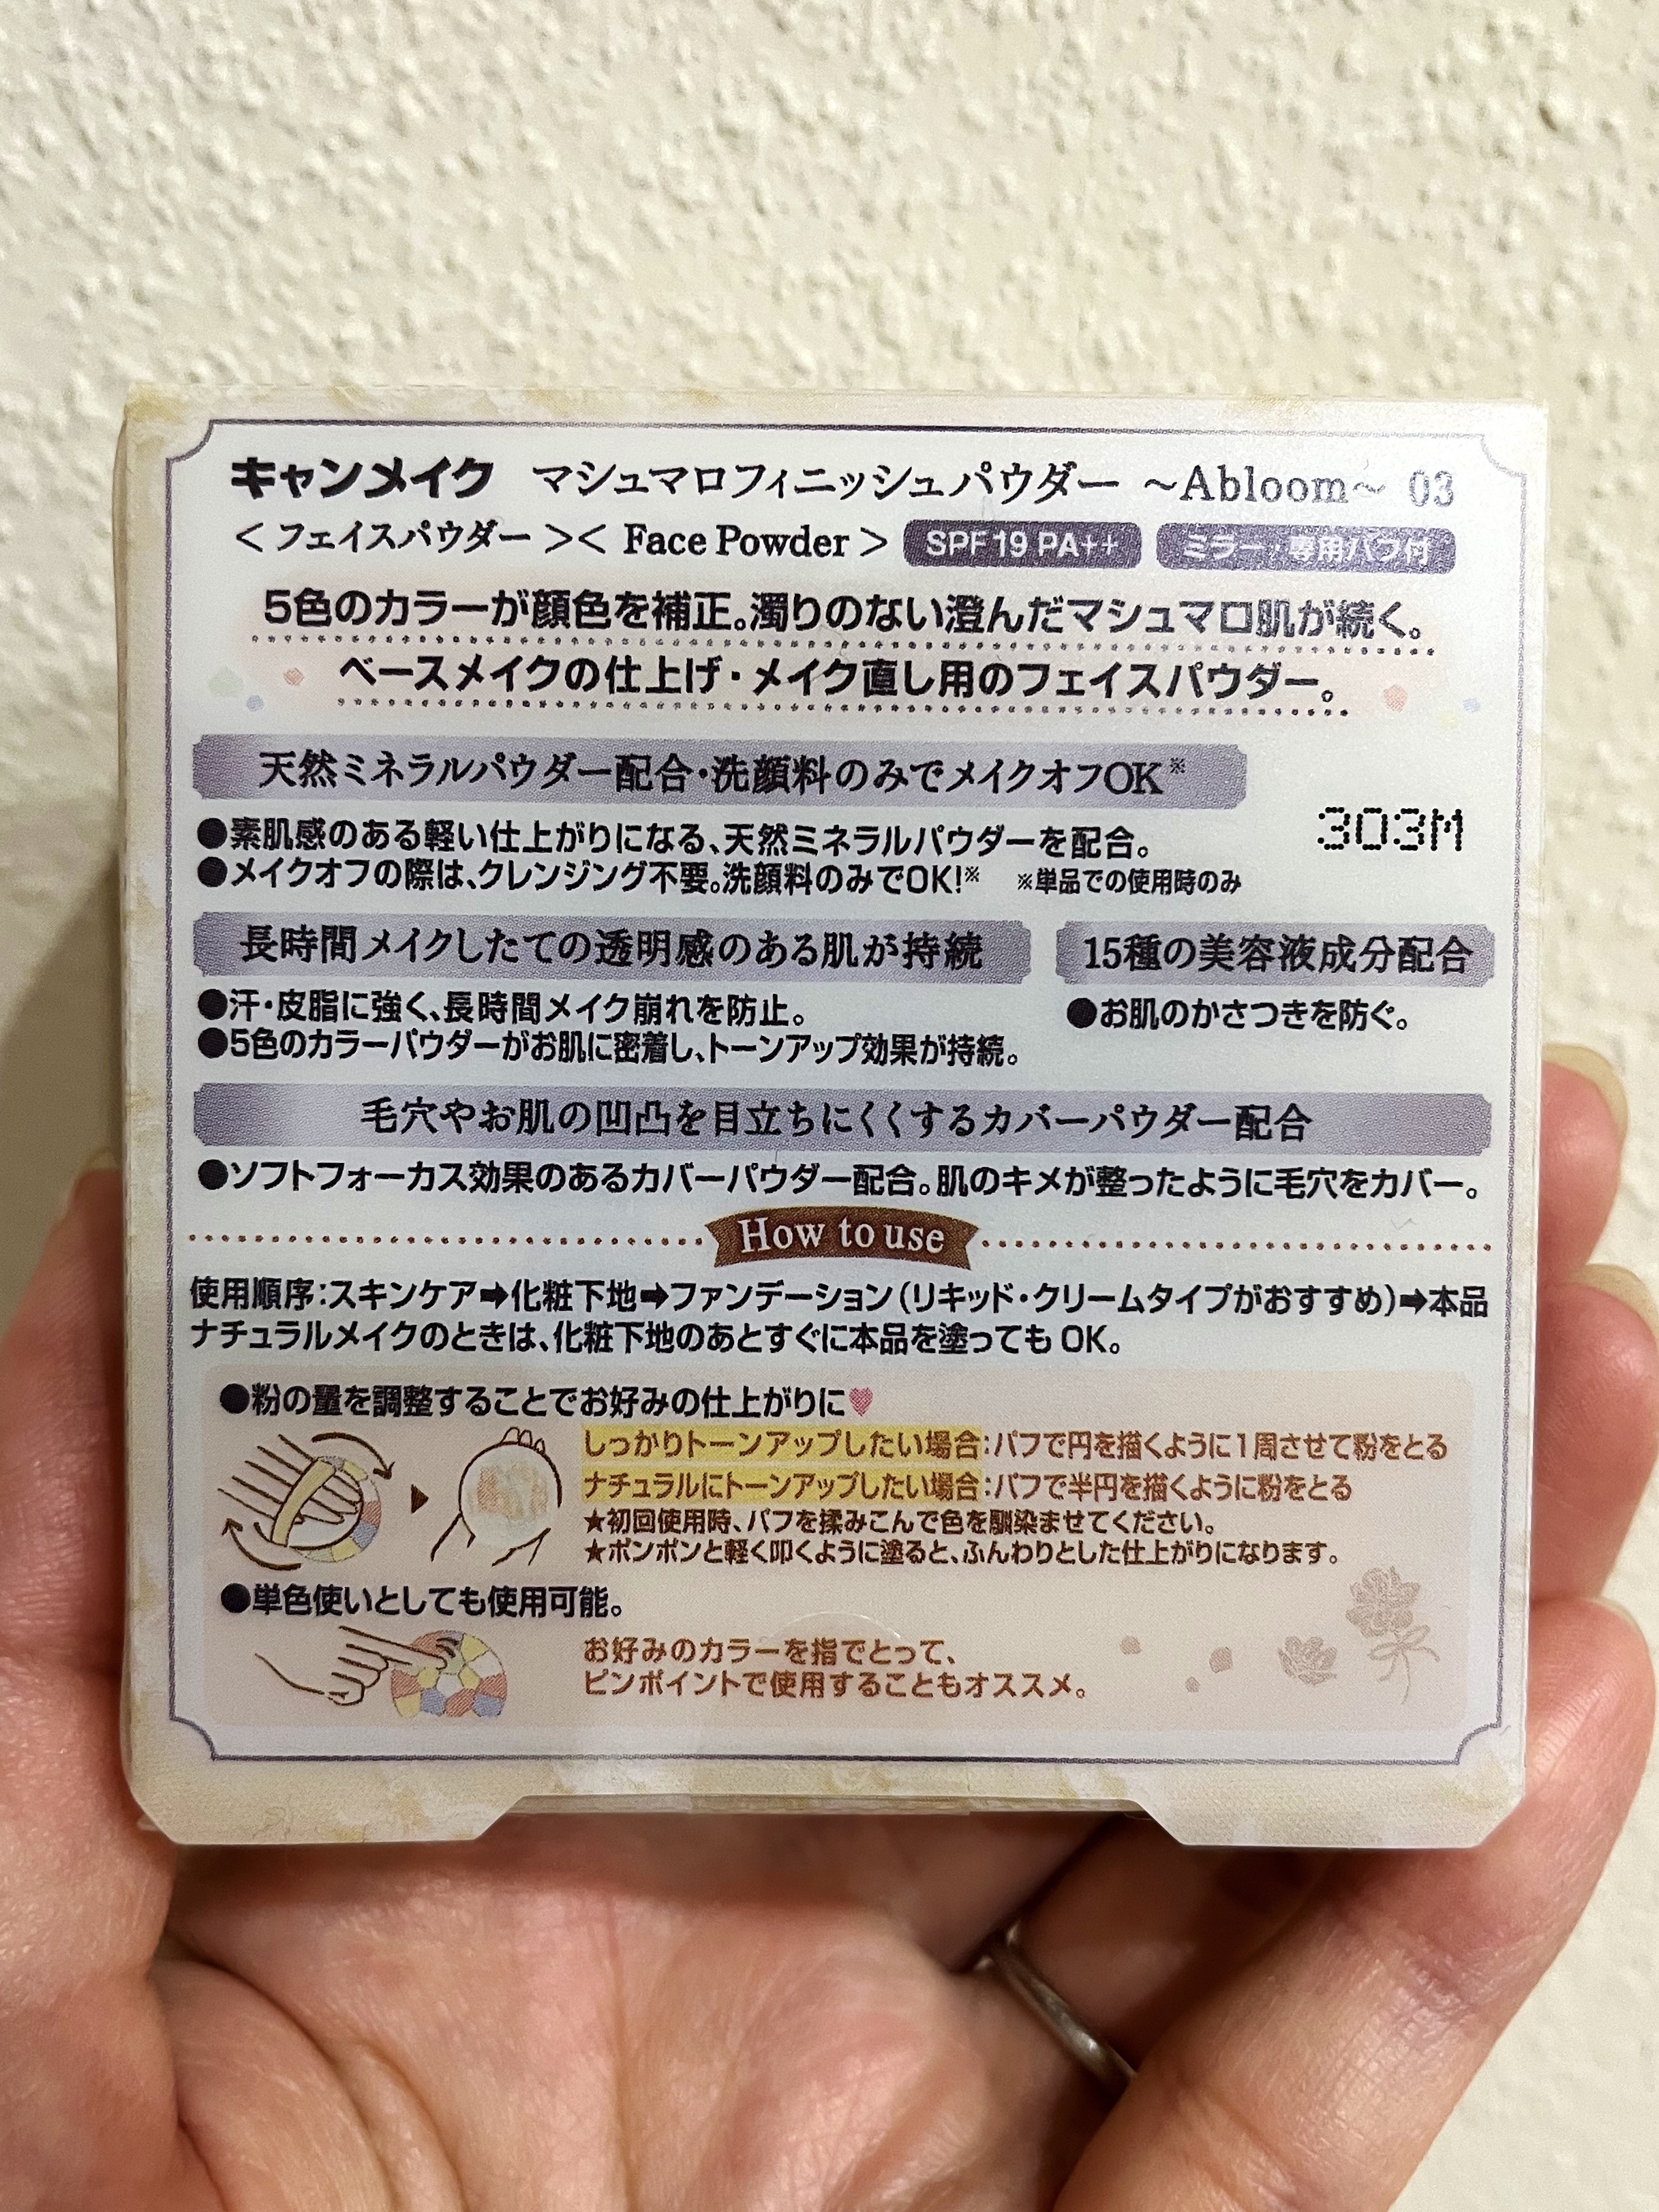 キャンメイク マシュマロフィニッシュパウダー ～Abloom～ 03
＜フェイスパウダー＞＜Face Powder＞ SPF19 PA++ ミラー・専用パフ付
5色のカラーが顔色を補正。濁りのない澄んだマシュマロ肌が続く。
ベースメイクの仕上げ・メイク直し用のフェイスパウダー。
天然ミネラルパウダー配合・洗顔料のみでメイクオフOK※
●素肌感のある軽い仕上がりになる、天然ミネラルパウダーを配合。
303M
●メイクオフの際は、クレンジング不要。洗顔料のみでOK!※ ※単品での使用時のみ
長時間メイクしたての透明感のある肌が持続
●汗・皮脂に強く、長時間メイク崩れを防止。
●5色のカラーパウダーがお肌に密着し、トーンアップ効果が持続。
15種の美容液成分配合
●お肌のかさつきを防ぐ。
毛穴やお肌の凹凸を目立ちにくくするカバーパウダー配合
●ソフトフォーカス効果のあるカバーパウダー配合。肌のキメが整ったように毛穴をカバー。
How to use
使用順序：スキンケア➡化粧下地➡ファンデーション（リキッド・クリームタイプがおすすめ）➡本品
ナチュラルメイクのときは、化粧下地のあとすぐに本品を塗ってもOK。
●粉の量を調整することでお好みの仕上がりに♥
しっかりトーンアップしたい場合：パフで円を描くように1周させて粉をとる
ナチュラルにトーンアップしたい場合：パフで半円を描くように粉をとる
★初回使用時、パフを揉みこんで色を馴染ませてください。
★ポンポンと軽く叩くように塗ると、ふんわりとした仕上がりになります。
●単色使いとしても使用可能。
お好みのカラーを指でとって、
ピンポイントで使用することもオススメ。